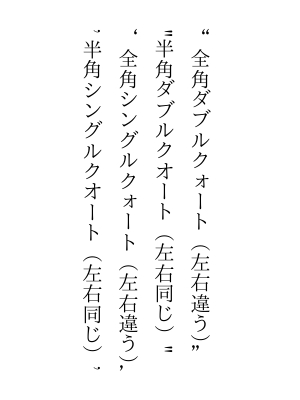 “全角ダブルクォート（左右違う）”
"半角ダブルクオート（左右同じ）"
‘全角シングルクォート（左右違う）’
'半角シングルクオート（左右同じ）'